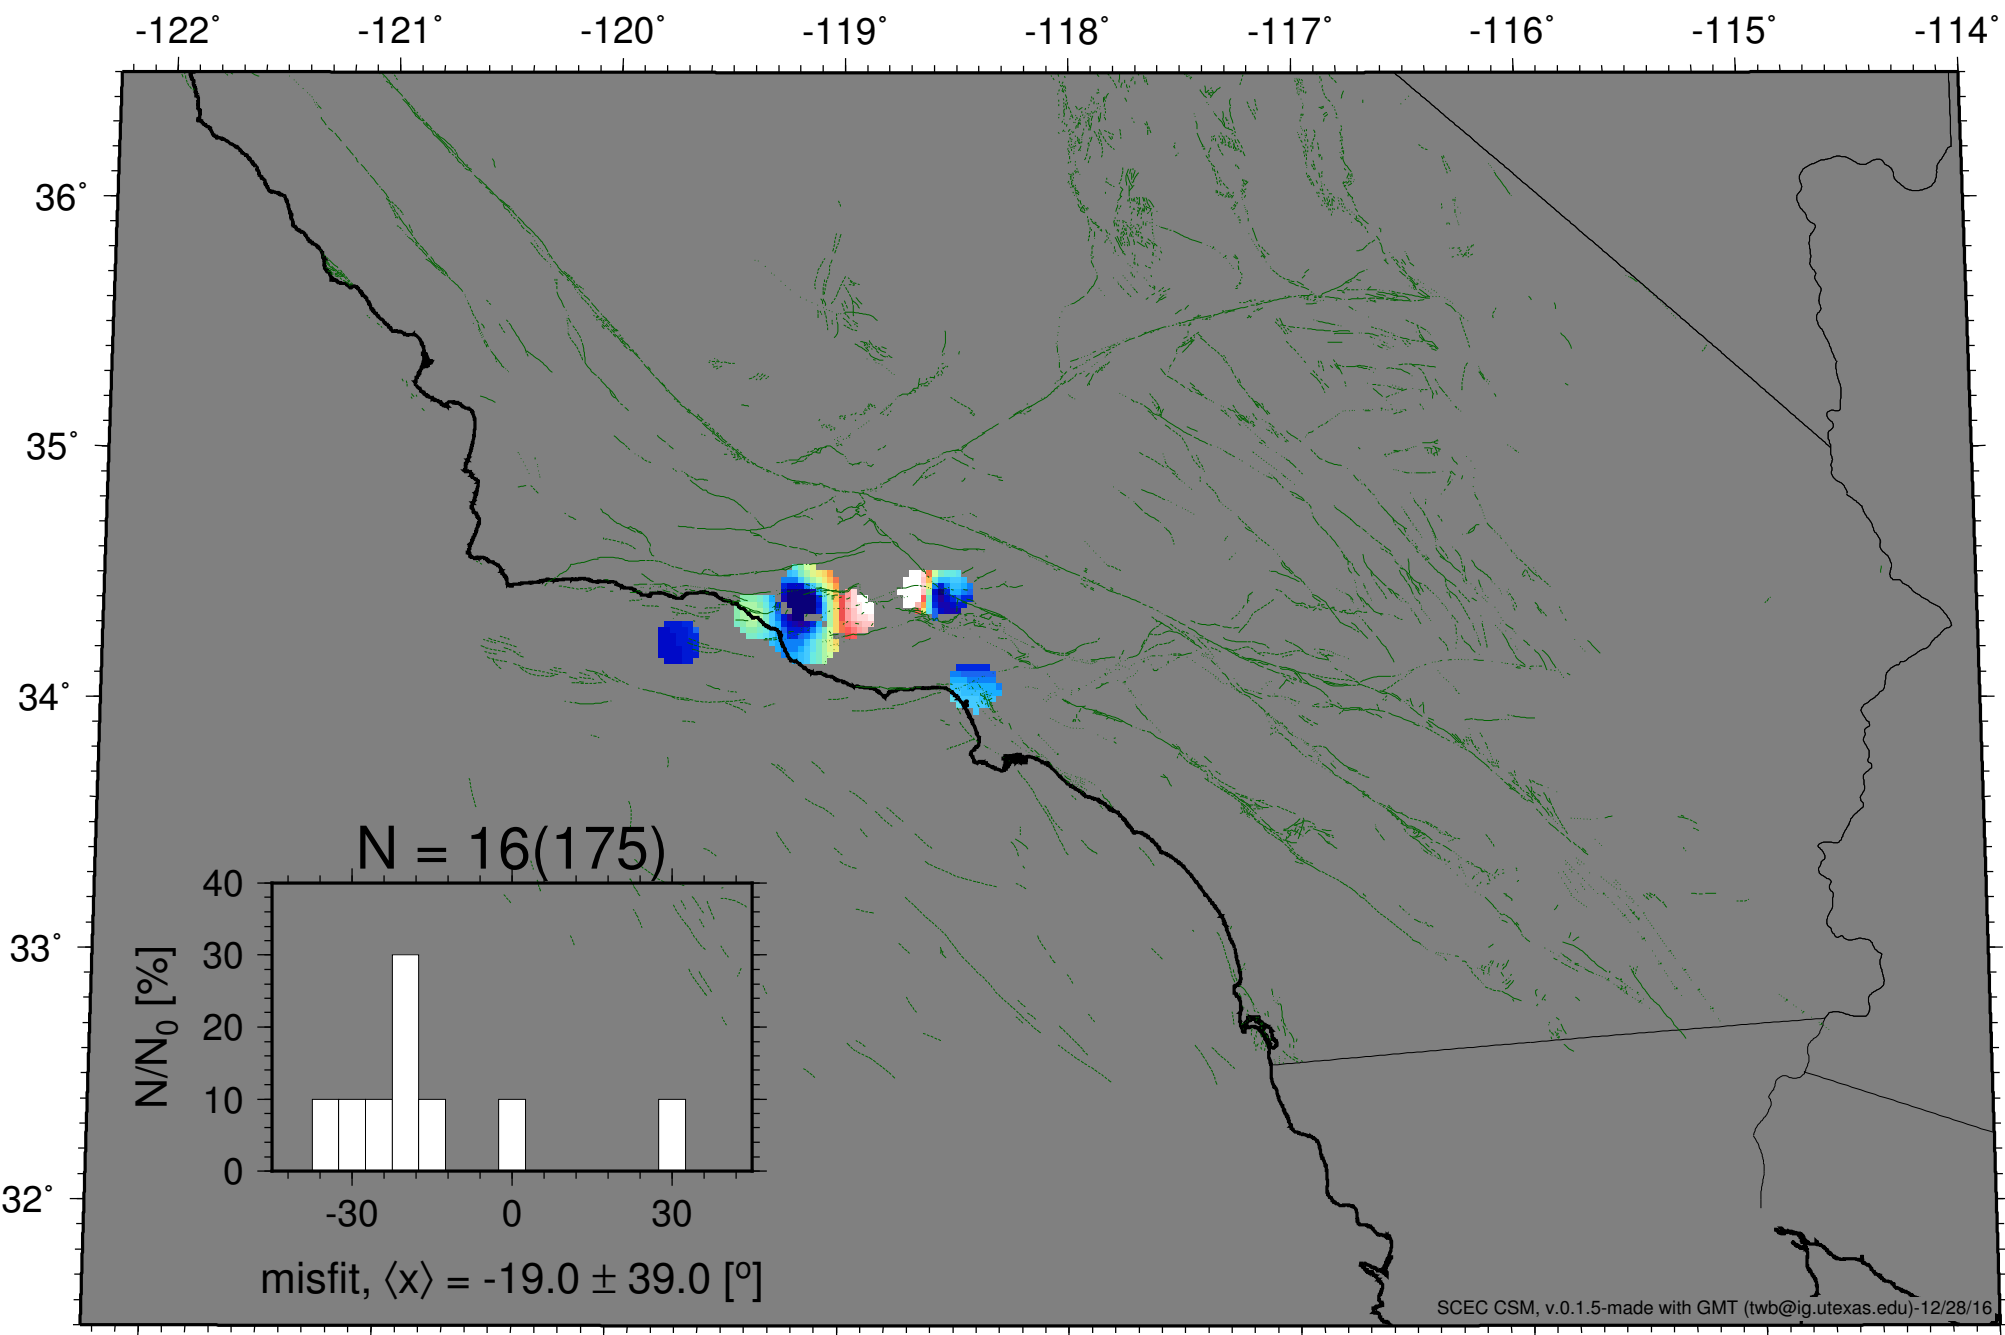 -122° -121° -120° -119° -118° -117° -116° -115° -114°
36°
35°
34°
33°
32°
N = 16(175)
40
30
20
10
0
N/N₀ [%]
-30 0 30
misfit, ⟨x⟩ = -19.0 ± 39.0 [º]
SCEC CSM, v.0.1.5-made with GMT (twb@ig.utexas.edu)-12/28/16